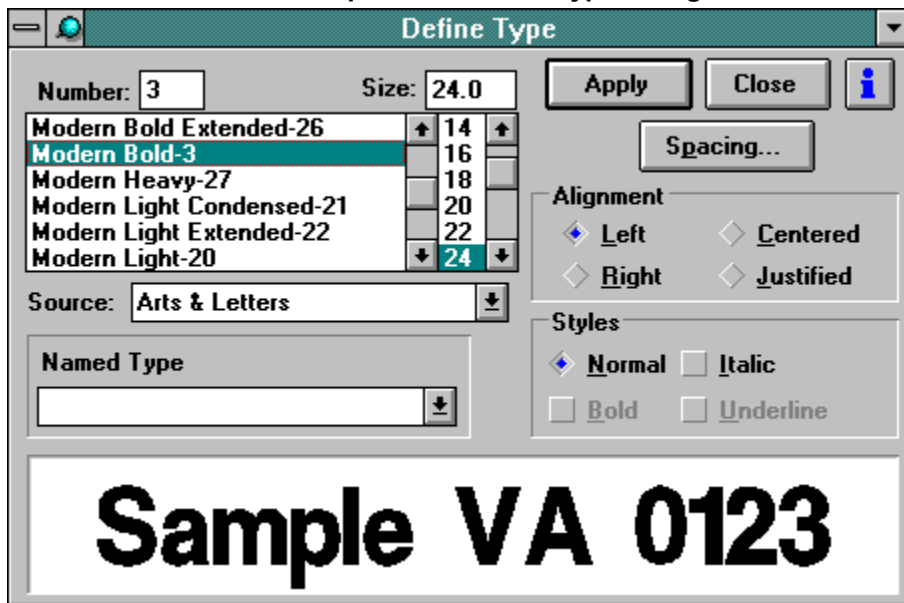 Define Type
Number: 3
Size: 24.0
Apply
Close
i
Modern Bold Extended-26
Modern Bold-3
Modern Heavy-27
Modern Light Condensed-21
Modern Light Extended-22
Modern Light-20
14
16
18
20
22
24
Spacing...
Alignment
Left
Centered
Right
Justified
Source: Arts & Letters
Styles
Normal
Italic
Bold
Underline
Named Type
Sample VA 0123